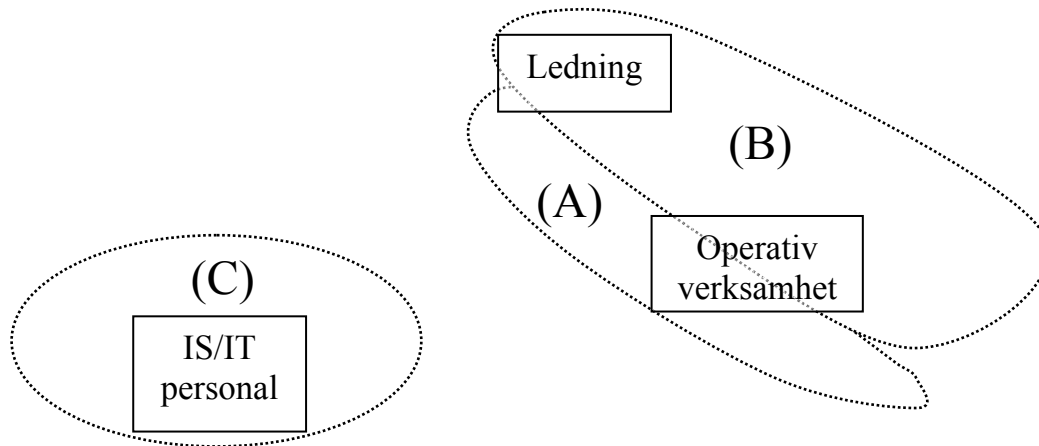 Ledning
(B)
(A)
Operativ
verksamhet
(C)
IS/IT
personal